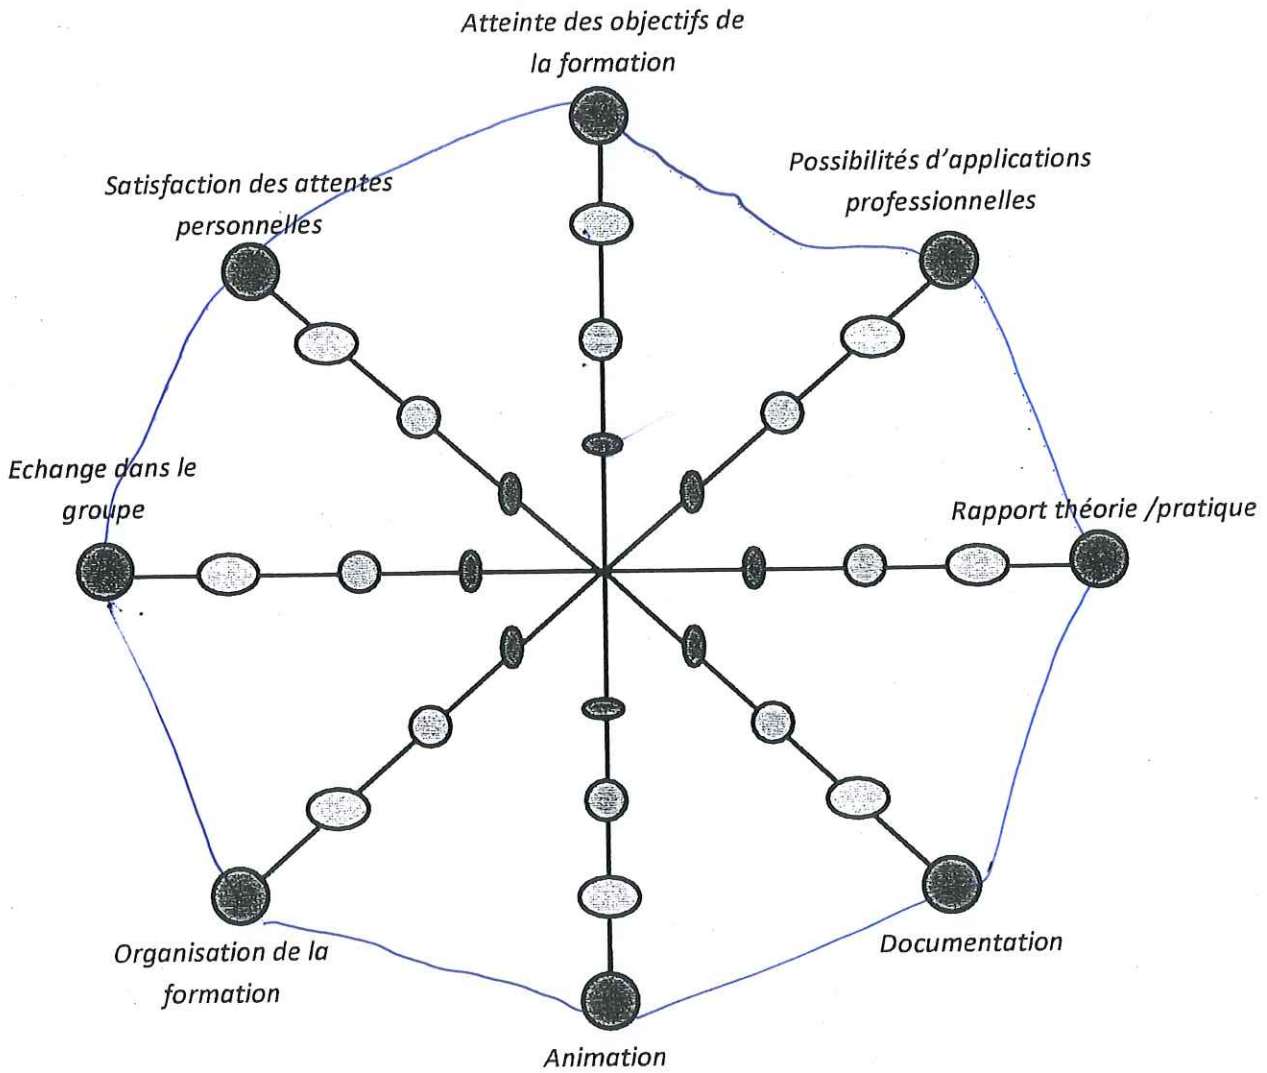 Atteinte des objectifs de
la formation
Possibilités d'applications
professionnelles
Satisfaction des attentes
personnelles
Echange dans le
groupe
Rapport théorie /pratique
Organisation de la
formation
Documentation
Animation